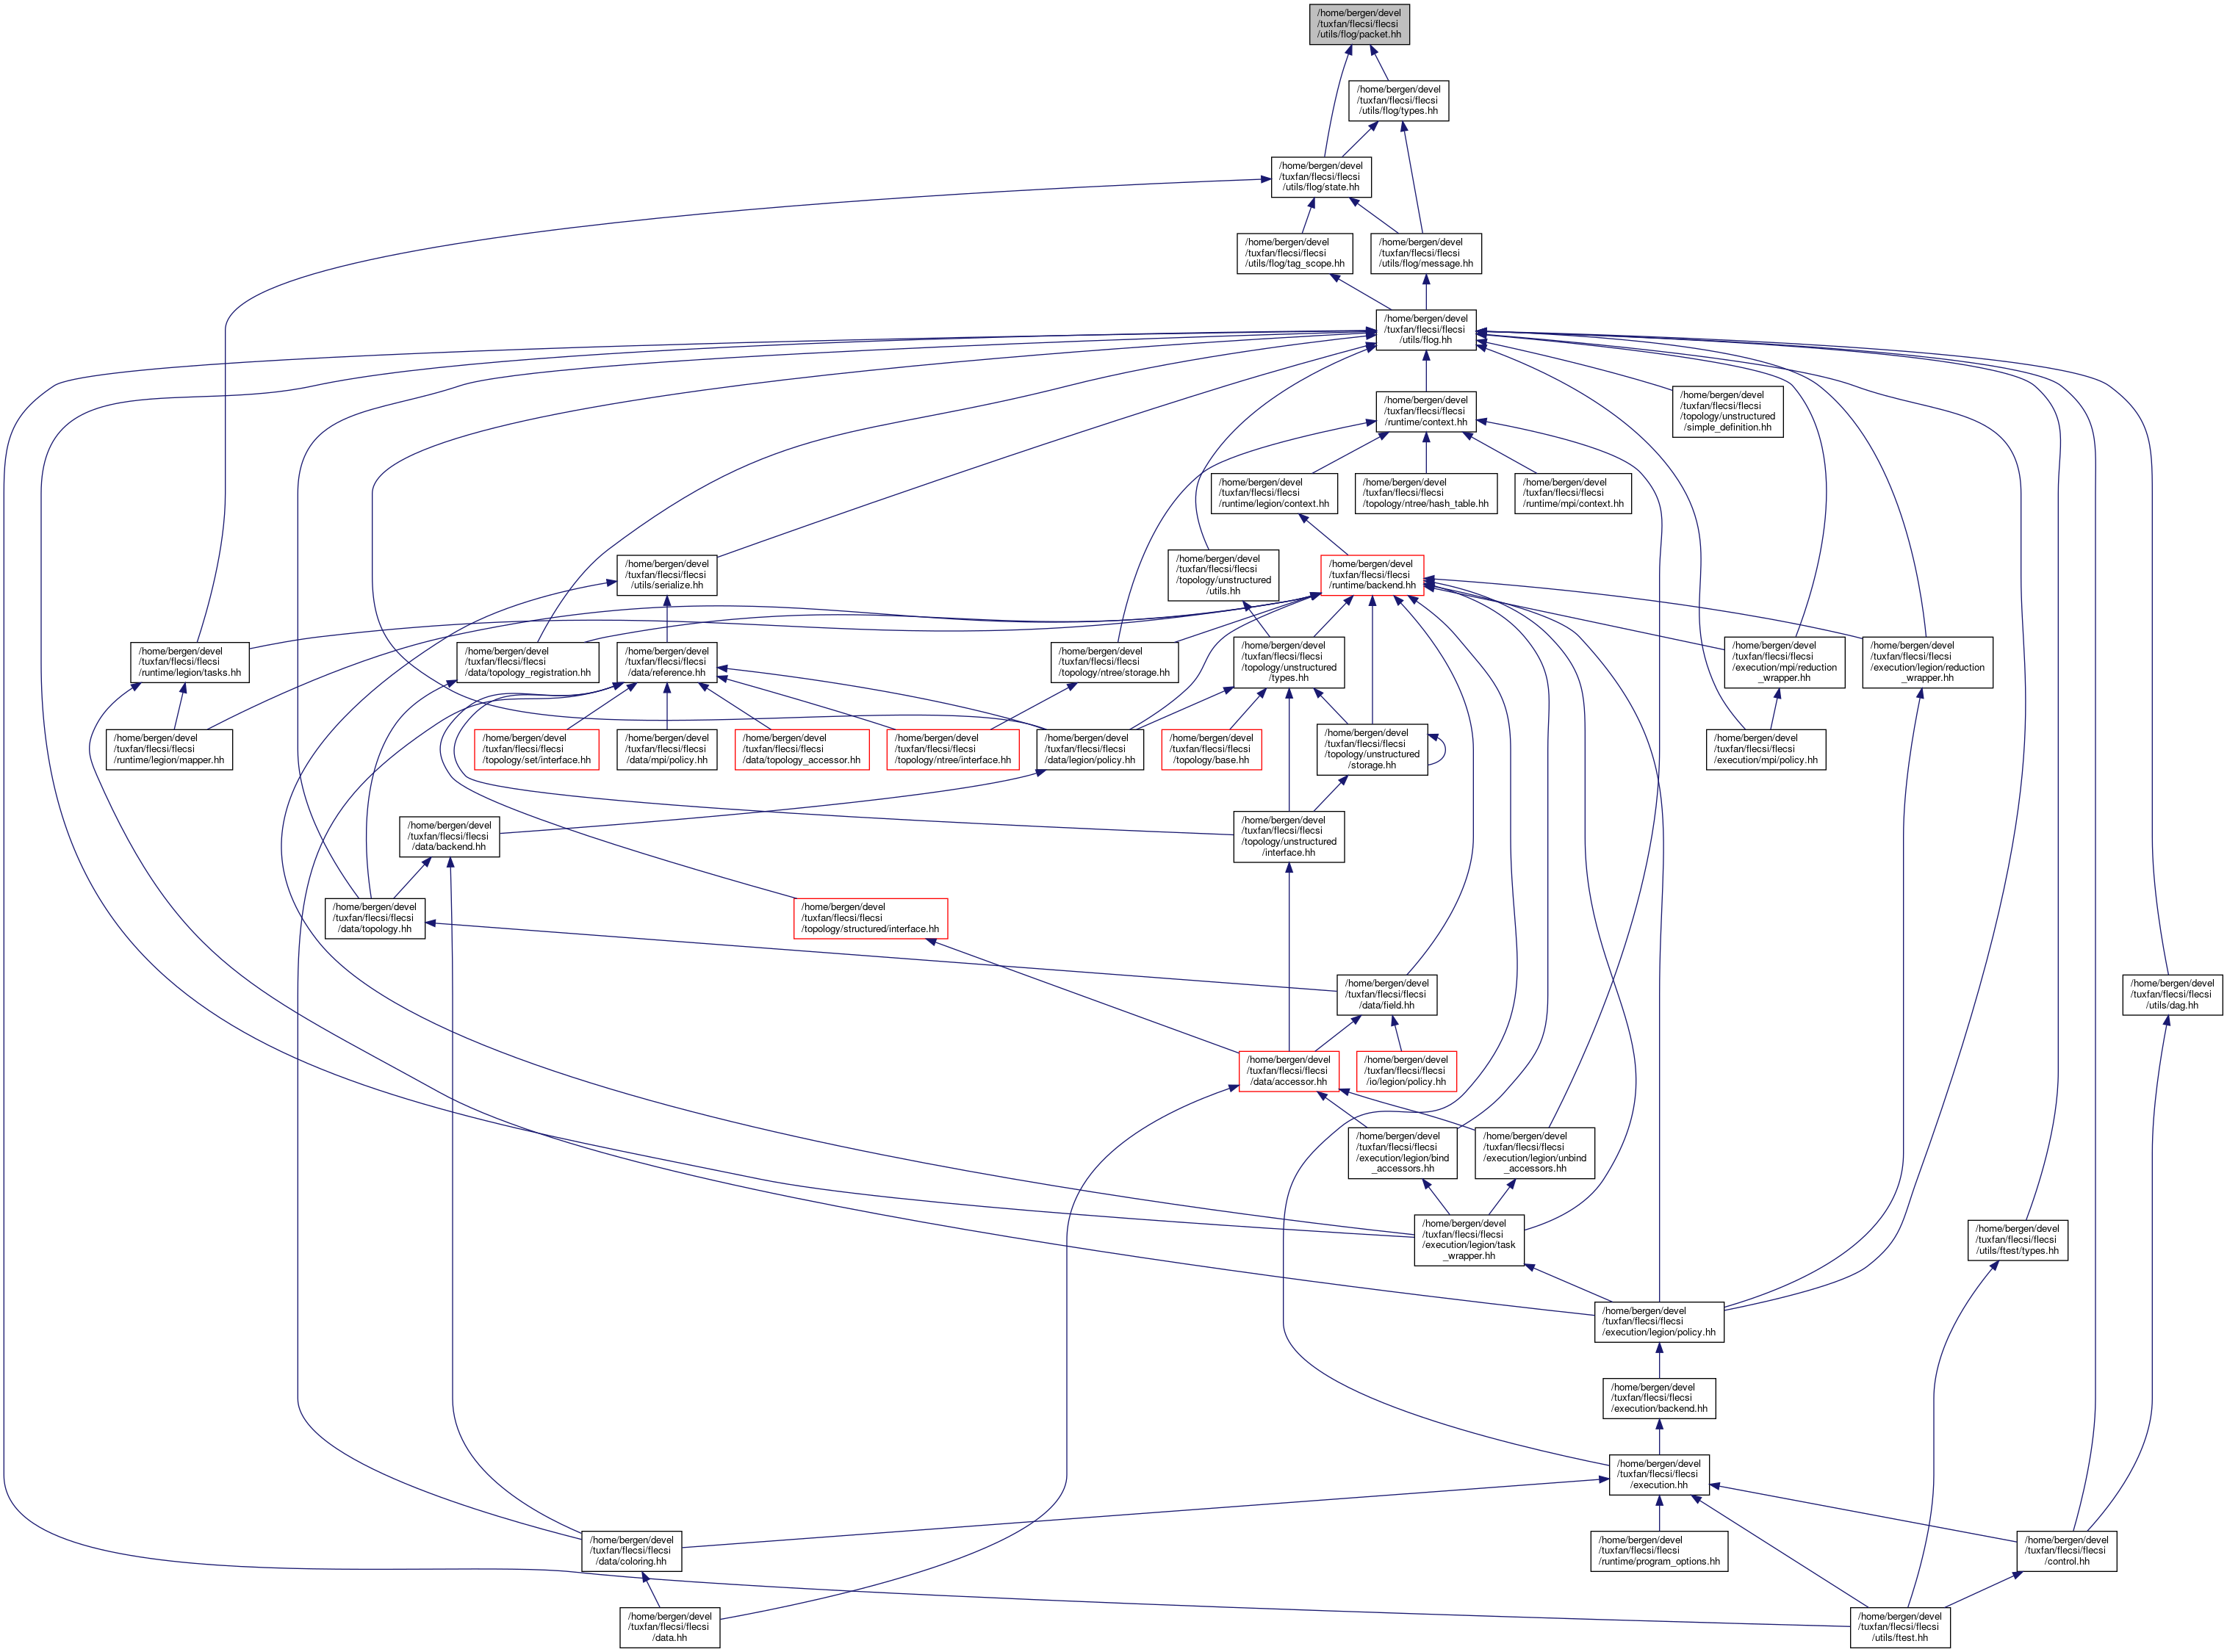 /home/bergen/devel
/tuxfan/flecsi/flecsi
/utils/flog/packet.hh
/home/bergen/devel
/tuxfan/flecsi/flecsi
/utils/flog/types.hh
/home/bergen/devel
/tuxfan/flecsi/flecsi
/utils/flog/state.hh
/home/bergen/devel
/tuxfan/flecsi/flecsi
/utils/flog/tag_scope.hh
/home/bergen/devel
/tuxfan/flecsi/flecsi
/utils/flog/message.hh
/home/bergen/devel
/tuxfan/flecsi/flecsi
/utils/flog.hh
/home/bergen/devel
/tuxfan/flecsi/flecsi
/runtime/context.hh
/home/bergen/devel
/tuxfan/flecsi/flecsi
/topology/unstructured
/simple_definition.hh
/home/bergen/devel
/tuxfan/flecsi/flecsi
/runtime/legion/context.hh
/home/bergen/devel
/tuxfan/flecsi/flecsi
/topology/ntree/hash_table.hh
/home/bergen/devel
/tuxfan/flecsi/flecsi
/runtime/mpi/context.hh
/home/bergen/devel
/tuxfan/flecsi/flecsi
/utils/serialize.hh
/home/bergen/devel
/tuxfan/flecsi/flecsi
/topology/unstructured
/utils.hh
/home/bergen/devel
/tuxfan/flecsi/flecsi
/runtime/backend.hh
/home/bergen/devel
/tuxfan/flecsi/flecsi
/runtime/legion/tasks.hh
/home/bergen/devel
/tuxfan/flecsi/flecsi
/data/topology_registration.hh
/home/bergen/devel
/tuxfan/flecsi/flecsi
/data/reference.hh
/home/bergen/devel
/tuxfan/flecsi/flecsi
/topology/ntree/storage.hh
/home/bergen/devel
/tuxfan/flecsi/flecsi
/topology/unstructured
/types.hh
/home/bergen/devel
/tuxfan/flecsi/flecsi
/execution/mpi/reduction
_wrapper.hh
/home/bergen/devel
/tuxfan/flecsi/flecsi
/execution/legion/reduction
_wrapper.hh
/home/bergen/devel
/tuxfan/flecsi/flecsi
/runtime/legion/mapper.hh
/home/bergen/devel
/tuxfan/flecsi/flecsi
/topology/set/interface.hh
/home/bergen/devel
/tuxfan/flecsi/flecsi
/data/mpi/policy.hh
/home/bergen/devel
/tuxfan/flecsi/flecsi
/data/topology_accessor.hh
/home/bergen/devel
/tuxfan/flecsi/flecsi
/topology/ntree/interface.hh
/home/bergen/devel
/tuxfan/flecsi/flecsi
/data/legion/policy.hh
/home/bergen/devel
/tuxfan/flecsi/flecsi
/topology/base.hh
/home/bergen/devel
/tuxfan/flecsi/flecsi
/topology/unstructured
/storage.hh
/home/bergen/devel
/tuxfan/flecsi/flecsi
/execution/mpi/policy.hh
/home/bergen/devel
/tuxfan/flecsi/flecsi
/data/backend.hh
/home/bergen/devel
/tuxfan/flecsi/flecsi
/topology/unstructured
/interface.hh
/home/bergen/devel
/tuxfan/flecsi/flecsi
/data/topology.hh
/home/bergen/devel
/tuxfan/flecsi/flecsi
/topology/structured/interface.hh
/home/bergen/devel
/tuxfan/flecsi/flecsi
/data/field.hh
/home/bergen/devel
/tuxfan/flecsi/flecsi
/utils/dag.hh
/home/bergen/devel
/tuxfan/flecsi/flecsi
/data/accessor.hh
/home/bergen/devel
/tuxfan/flecsi/flecsi
/io/legion/policy.hh
/home/bergen/devel
/tuxfan/flecsi/flecsi
/execution/legion/bind
_accessors.hh
/home/bergen/devel
/tuxfan/flecsi/flecsi
/execution/legion/unbind
_accessors.hh
/home/bergen/devel
/tuxfan/flecsi/flecsi
/execution/legion/task
_wrapper.hh
/home/bergen/devel
/tuxfan/flecsi/flecsi
/utils/ftest/types.hh
/home/bergen/devel
/tuxfan/flecsi/flecsi
/execution/legion/policy.hh
/home/bergen/devel
/tuxfan/flecsi/flecsi
/execution/backend.hh
/home/bergen/devel
/tuxfan/flecsi/flecsi
/execution.hh
/home/bergen/devel
/tuxfan/flecsi/flecsi
/data/coloring.hh
/home/bergen/devel
/tuxfan/flecsi/flecsi
/runtime/program_options.hh
/home/bergen/devel
/tuxfan/flecsi/flecsi
/control.hh
/home/bergen/devel
/tuxfan/flecsi/flecsi
/data.hh
/home/bergen/devel
/tuxfan/flecsi/flecsi
/utils/ftest.hh